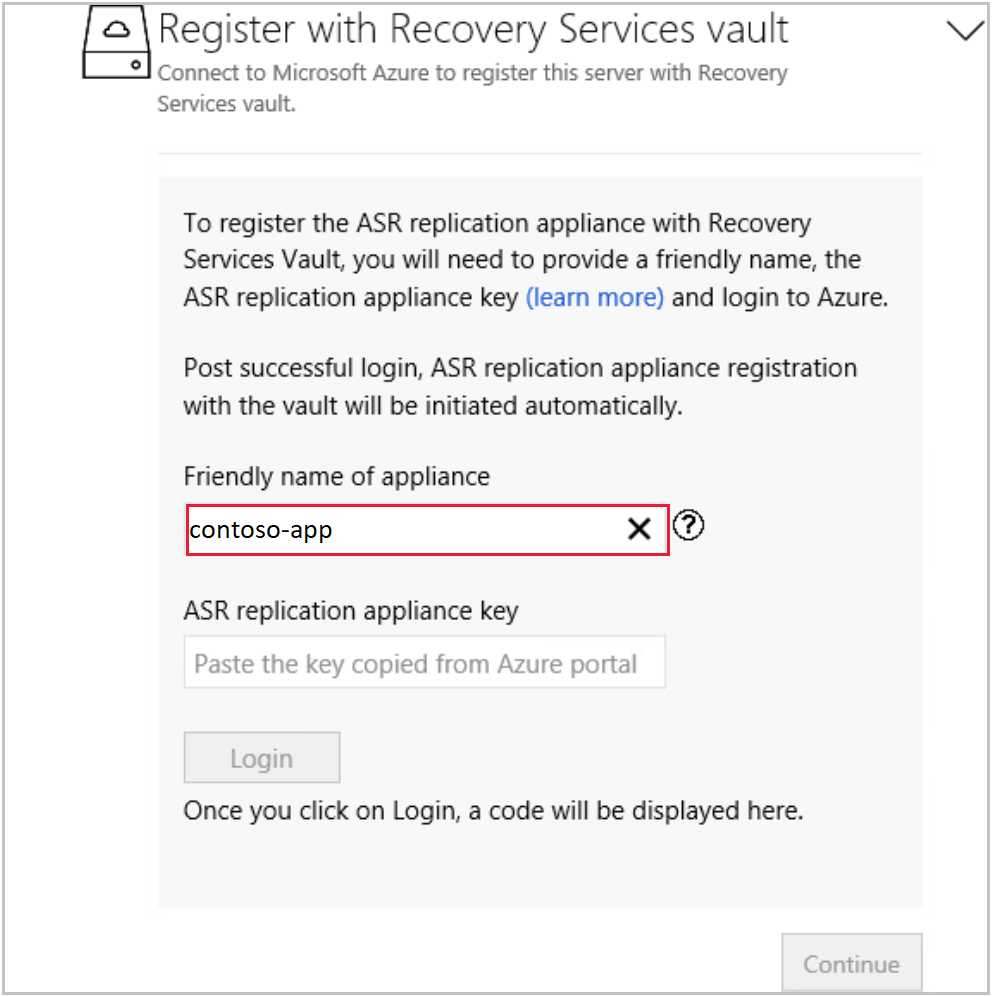 Register with Recovery Services vault
Connect to Microsoft Azure to register this server with Recovery
Services vault.
To register the ASR replication appliance with Recovery
Services Vault, you will need to provide a friendly name, the
ASR replication appliance key (learn more) and login to Azure.
Post successful login, ASR replication appliance registration
with the vault will be initiated automatically.
Friendly name of appliance
contoso-app
ASR replication appliance key
Paste the key copied from Azure portal
Login
Once you click on Login, a code will be displayed here.
Continue